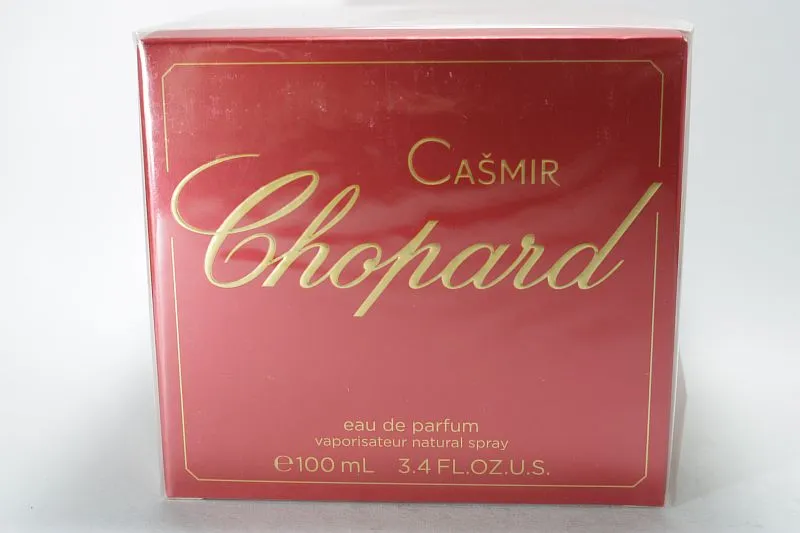 CAŠMIR
Chopard
eau de parfum
vaporisateur natural spray
℮100 mL 3.4 FL.OZ.U.S.